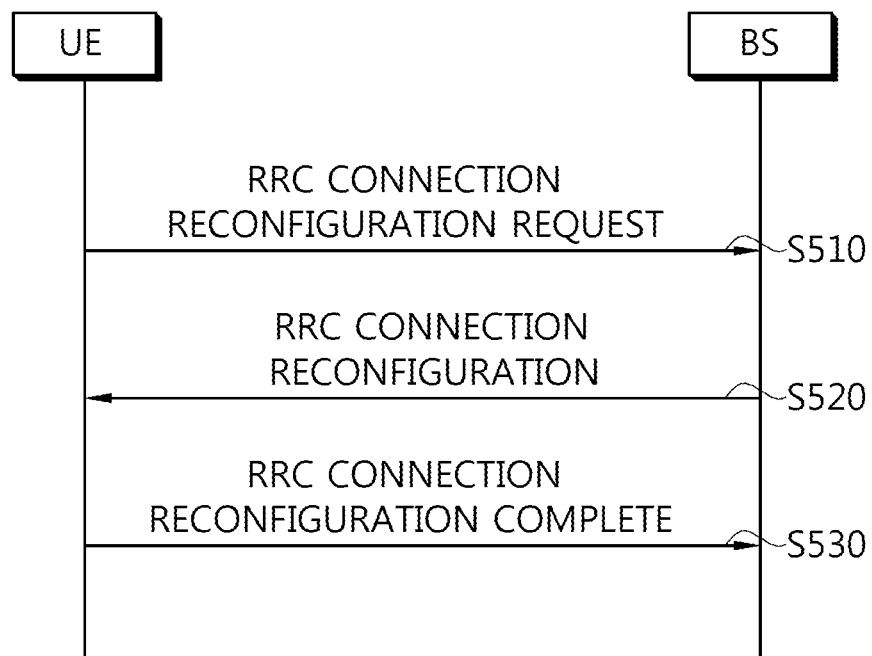 UE
BS
RRC CONNECTION
RECONFIGURATION REQUEST
S510
RRC CONNECTION
RECONFIGURATION
S520
RRC CONNECTION
RECONFIGURATION COMPLETE
S530